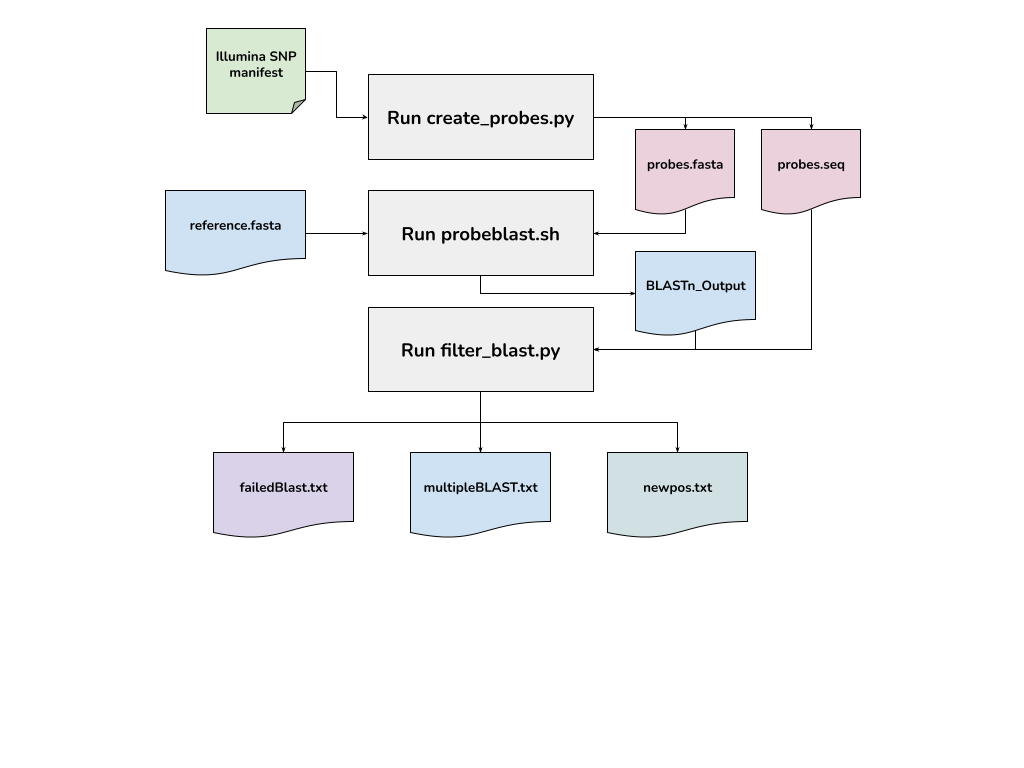 Illumina SNP
manifest
Run create_probes.py
probes.fasta
probes.seq
reference.fasta
Run probeblast.sh
BLASTn_Output
Run filter_blast.py
failedBlast.txt
multipleBLAST.txt
newpos.txt